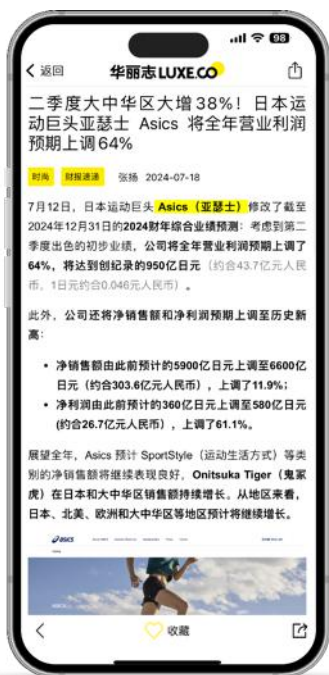 98
返回
华丽志 LUXE.CO
二季度大中华区大增38%！日本运
动巨头亚瑟士 Asics 将全年营业利润
预期上调64%
时尚 财报速递 张扬 2024-07-18
7月12日，日本运动巨头 Asics（亚瑟士）修改了截至
2024年12月31日的2024财年综合业绩预测：考虑到第二
季度出色的初步业绩，公司将全年营业利润预期上调了
64%，将达到创纪录的950亿日元（约合43.7亿元人民
币，1日元约合0.046元人民币）。
此外，公司还将净销售额和净利润预期上调至历史新
高：
• 净销售额由此前预计的5900亿日元上调至6600亿
日元（约合303.6亿元人民币），上调了11.9%；
• 净利润由此前预计的360亿日元上调至580亿日元
(约合26.7亿元人民币），上调了61.1%。
展望全年，Asics 预计 SportStyle（运动生活方式）等类
别的净销售额将继续表现良好，Onitsuka Tiger（鬼冢
虎）在日本和大中华区销售额持续增长。从地区来看，
日本、北美、欧洲和大中华区等地区预计将继续增长。
asics
收藏